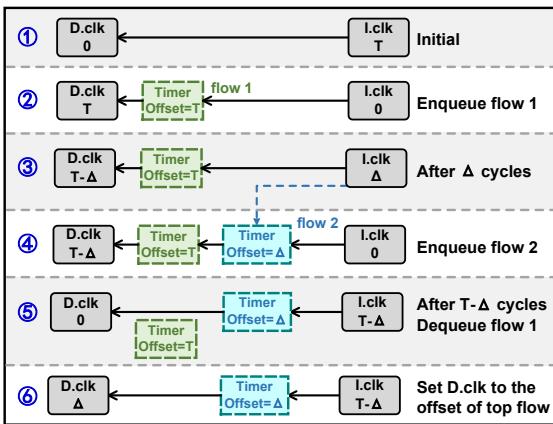 ① D.clk 0 I.clk T Initial
② D.clk T Timer Offset=T flow 1 I.clk 0 Enqueue flow 1
③ D.clk T-Δ Timer Offset=T I.clk Δ After Δ cycles
flow 2
④ D.clk T-Δ Timer Offset=T Timer Offset=Δ I.clk 0 Enqueue flow 2
⑤ D.clk 0 Timer Offset=T Timer Offset=Δ I.clk T-Δ After T-Δ cycles Dequeue flow 1
⑥ D.clk Δ Timer Offset=Δ I.clk T-Δ Set D.clk to the offset of top flow